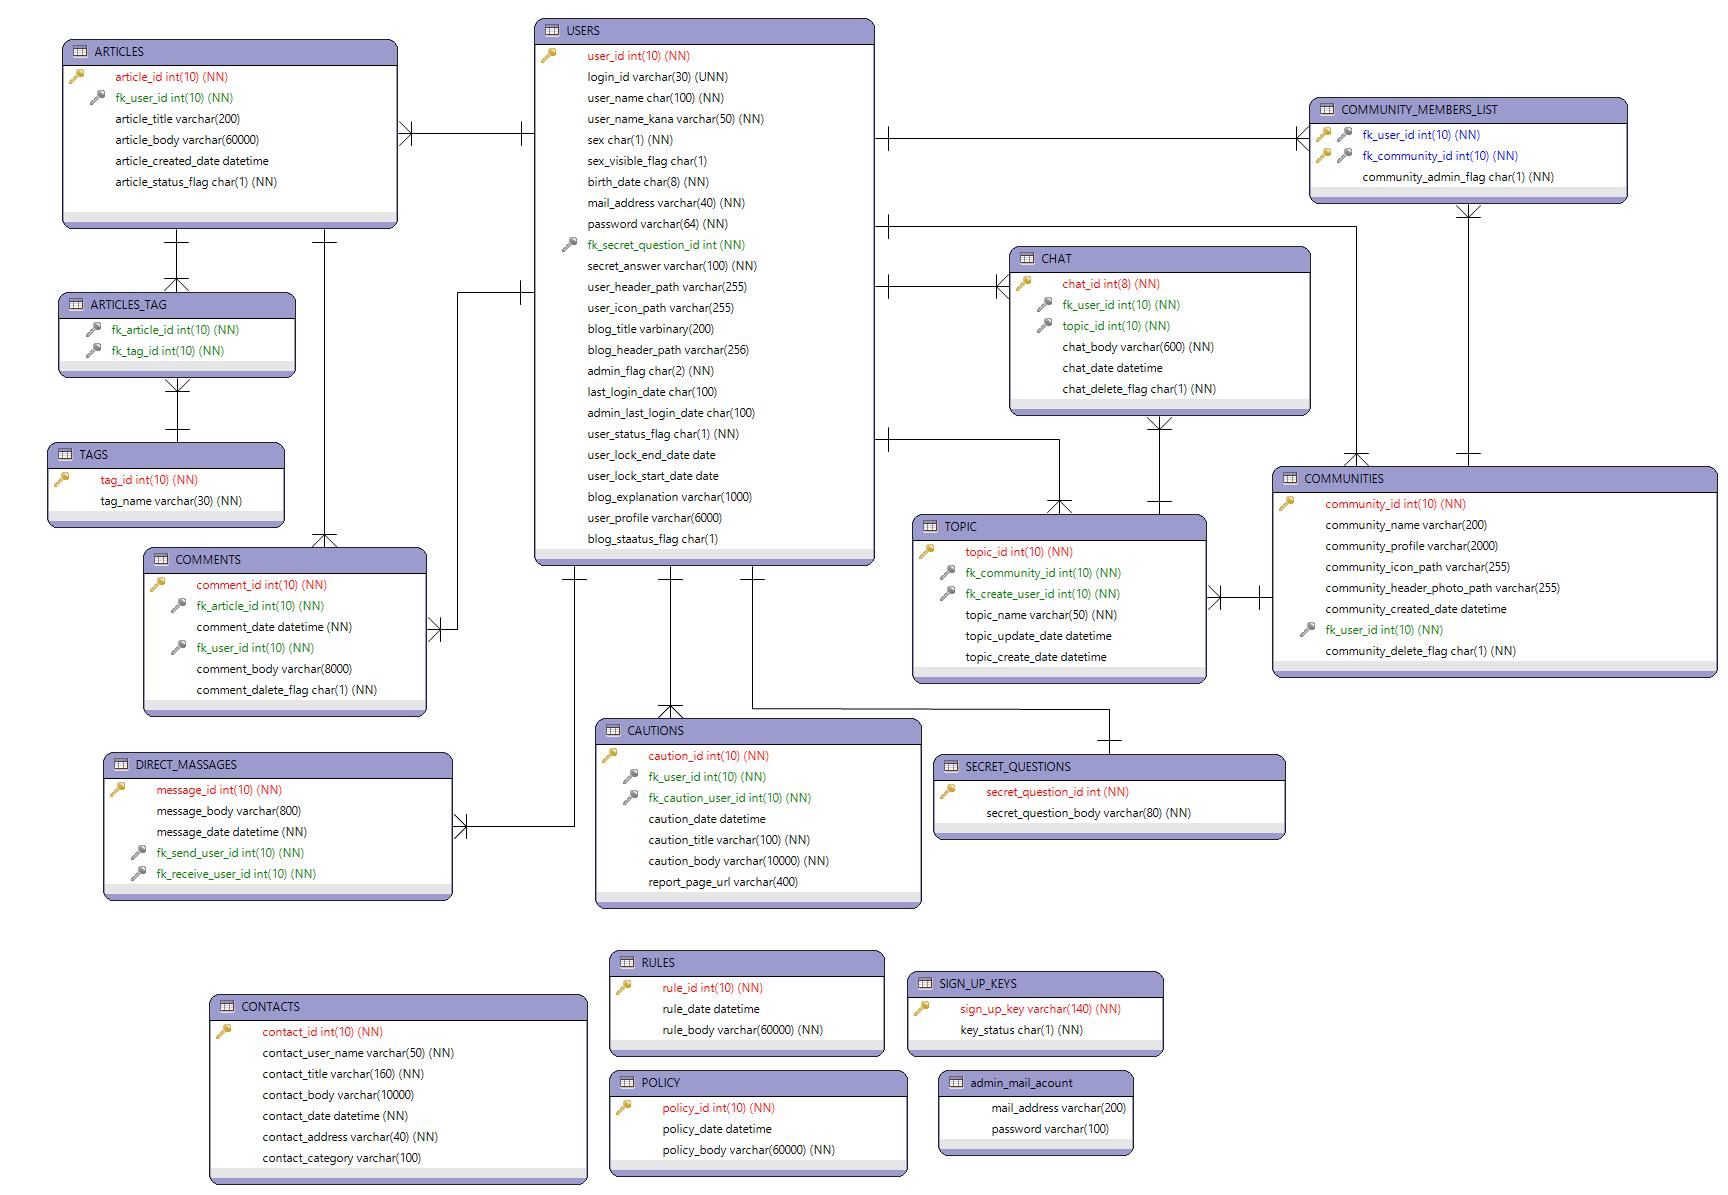 ARTICLES
article_id int(10) (NN)
fk_user_id int(10) (NN)
article_title varchar(200)
article_body varchar(60000)
article_created_date datetime
article_status_flag char(1) (NN)
USERS
user_id int(10) (NN)
login_id varchar(30) (UNN)
user_name char(100) (NN)
user_name_kana varchar(50) (NN)
sex char(1) (NN)
sex_visible_flag char(1)
birth_date char(8) (NN)
mail_address varchar(40) (NN)
password varchar(64) (NN)
fk_secret_question_id int (NN)
secret_answer varchar(100) (NN)
user_header_path varchar(255)
user_icon_path varchar(255)
blog_title varbinary(200)
blog_header_path varchar(256)
admin_flag char(2) (NN)
last_login_date char(100)
admin_last_login_date char(100)
user_status_flag char(1) (NN)
user_lock_end_date date
user_lock_start_date date
blog_explanation varchar(1000)
user_profile varchar(6000)
blog_staatus_flag char(1)
COMMUNITY_MEMBERS_LIST
fk_user_id int(10) (NN)
fk_community_id int(10) (NN)
community_admin_flag char(1) (NN)
CHAT
chat_id int(8) (NN)
fk_user_id int(10) (NN)
topic_id int(10) (NN)
chat_body varchar(600) (NN)
chat_date datetime
chat_delete_flag char(1) (NN)
ARTICLES_TAG
fk_article_id int(10) (NN)
fk_tag_id int(10) (NN)
TAGS
tag_id int(10) (NN)
tag_name varchar(30) (NN)
COMMENTS
comment_id int(10) (NN)
fk_article_id int(10) (NN)
comment_date datetime (NN)
fk_user_id int(10) (NN)
comment_body varchar(8000)
comment_dalete_flag char(1) (NN)
TOPIC
topic_id int(10) (NN)
fk_community_id int(10) (NN)
fk_create_user_id int(10) (NN)
topic_name varchar(50) (NN)
topic_update_date datetime
topic_create_date datetime
COMMUNITIES
community_id int(10) (NN)
community_name varchar(200)
community_profile varchar(2000)
community_icon_path varchar(255)
community_header_photo_path varchar(255)
community_created_date datetime
fk_user_id int(10) (NN)
community_delete_flag char(1) (NN)
DIRECT_MASSAGES
message_id int(10) (NN)
message_body varchar(800)
message_date datetime (NN)
fk_send_user_id int(10) (NN)
fk_receive_user_id int(10) (NN)
CAUTIONS
caution_id int(10) (NN)
fk_user_id int(10) (NN)
fk_caution_user_id int(10) (NN)
caution_date datetime
caution_title varchar(100) (NN)
caution_body varchar(10000) (NN)
report_page_url varchar(400)
SECRET_QUESTIONS
secret_question_id int (NN)
secret_question_body varchar(80) (NN)
CONTACTS
contact_id int(10) (NN)
contact_user_name varchar(50) (NN)
contact_title varchar(160) (NN)
contact_body varchar(10000)
contact_date datetime (NN)
contact_address varchar(40) (NN)
contact_category varchar(100)
RULES
rule_id int(10) (NN)
rule_date datetime
rule_body varchar(60000) (NN)
SIGN_UP_KEYS
sign_up_key varchar(140) (NN)
key_status char(1) (NN)
POLICY
policy_id int(10) (NN)
policy_date datetime
policy_body varchar(60000) (NN)
admin_mail_acount
mail_address varchar(200)
password varchar(100)